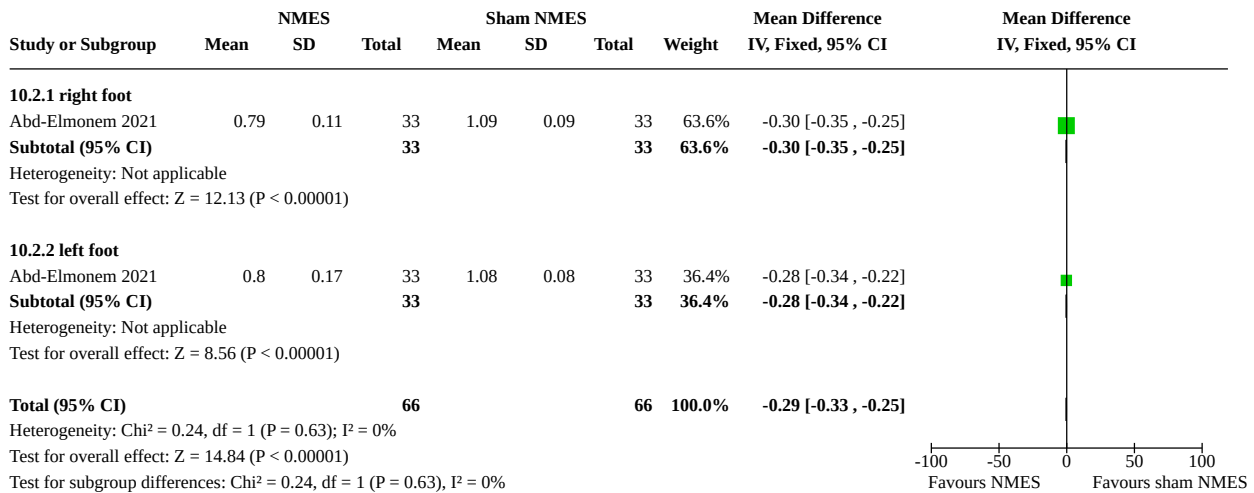 NMES Sham NMES Mean Difference Mean Difference
Study or Subgroup Mean SD Total Mean SD Total Weight IV, Fixed, 95% CI IV, Fixed, 95% CI
10.2.1 right foot
Abd-Elmonem 2021 0.79 0.11 33 1.09 0.09 33 63.6% -0.30 [-0.35 , -0.25]
Subtotal (95% CI) 33 33 63.6% -0.30 [-0.35 , -0.25]
Heterogeneity: Not applicable
Test for overall effect: Z = 12.13 (P < 0.00001)
10.2.2 left foot
Abd-Elmonem 2021 0.8 0.17 33 1.08 0.08 33 36.4% -0.28 [-0.34 , -0.22]
Subtotal (95% CI) 33 33 36.4% -0.28 [-0.34 , -0.22]
Heterogeneity: Not applicable
Test for overall effect: Z = 8.56 (P < 0.00001)
Total (95% CI) 66 66 100.0% -0.29 [-0.33 , -0.25]
Heterogeneity: Chi² = 0.24, df = 1 (P = 0.63); I² = 0%
Test for overall effect: Z = 14.84 (P < 0.00001) -100 -50 0 50 100
Test for subgroup differences: Chi² = 0.24, df = 1 (P = 0.63), I² = 0% Favours NMES Favours sham NMES